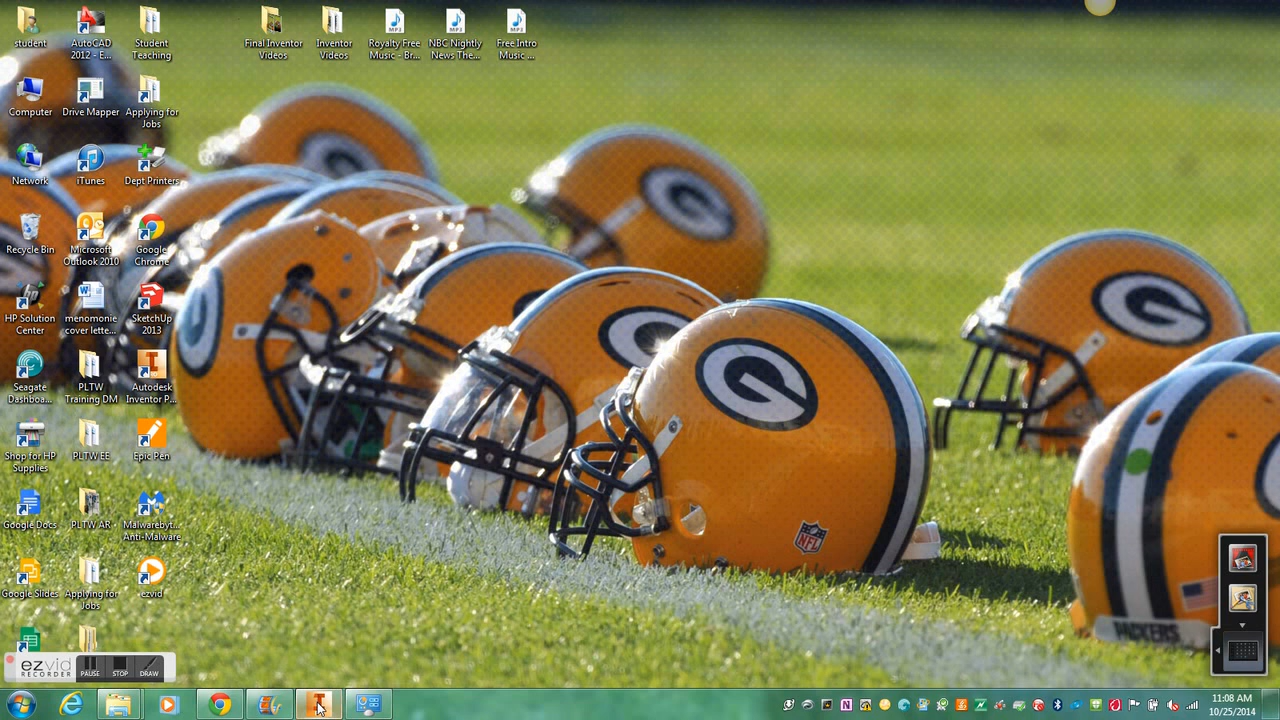 student
AutoCAD
2012 - E...
Student
Teaching
Final Inventor
Videos
Inventor
Videos
Royalty Free
Music - Br...
NBC Nightly
News The...
Free Intro
Music ...
Computer
Drive Mapper
Applying for
Jobs
Network
iTunes
Dept Printers
Recycle Bin
Microsoft
Outlook 2010
Google
Chrome
HP Solution
Center
menomonie
cover lette...
SketchUp
2013
Seagate
Dashboa...
PLTW
Training DM
Autodesk
Inventor P...
Shop for HP
Supplies
PLTW EE
Epic Pen
Google Docs
PLTW AR
Malwarebyt...
Anti-Malware
Google Slides
Applying for
Jobs
ezvid
ezvid
RECORDER
PAUSE
STOP
DRAW
G
G
G
G
NFL
PACKERS
11:08 AM
10/25/2014